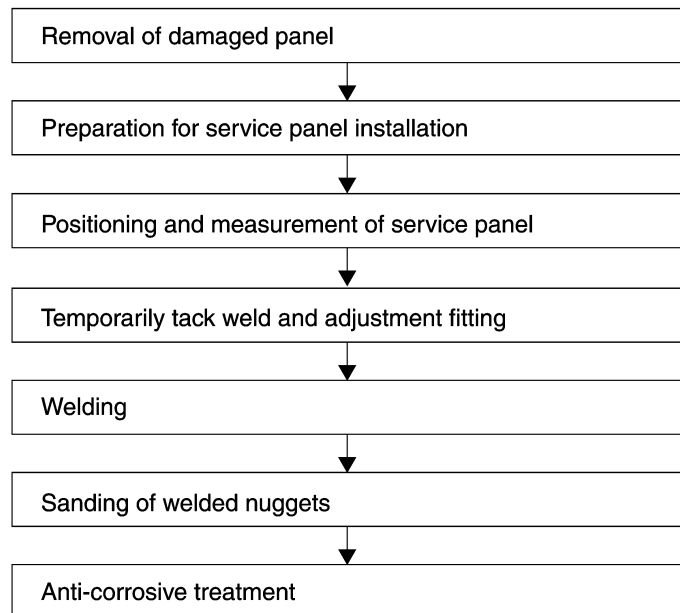 Removal of damaged panel
Preparation for service panel installation
Positioning and measurement of service panel
Temporarily tack weld and adjustment fitting
Welding
Sanding of welded nuggets
Anti-corrosive treatment